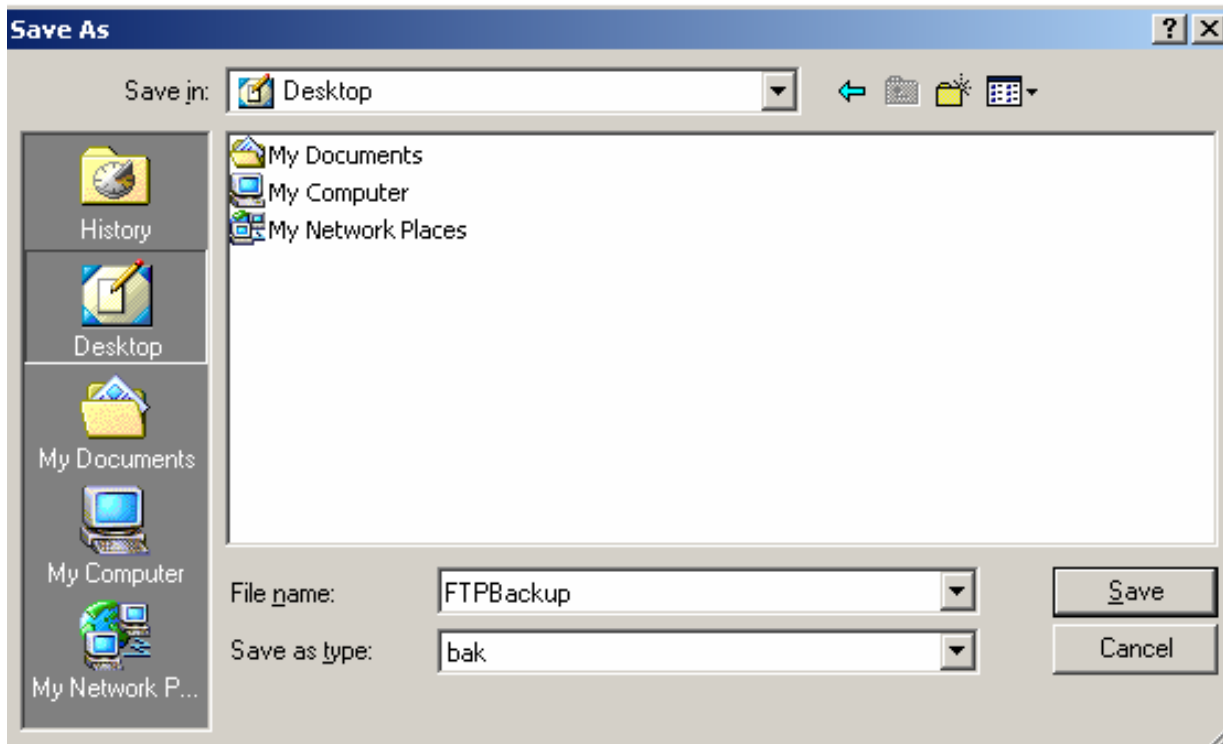 Save As
Save in:
Desktop
History
Desktop
My Documents
My Computer
My Network P...
My Documents
My Computer
My Network Places
File name:
FTPBackup
Save
Save as type:
bak
Cancel